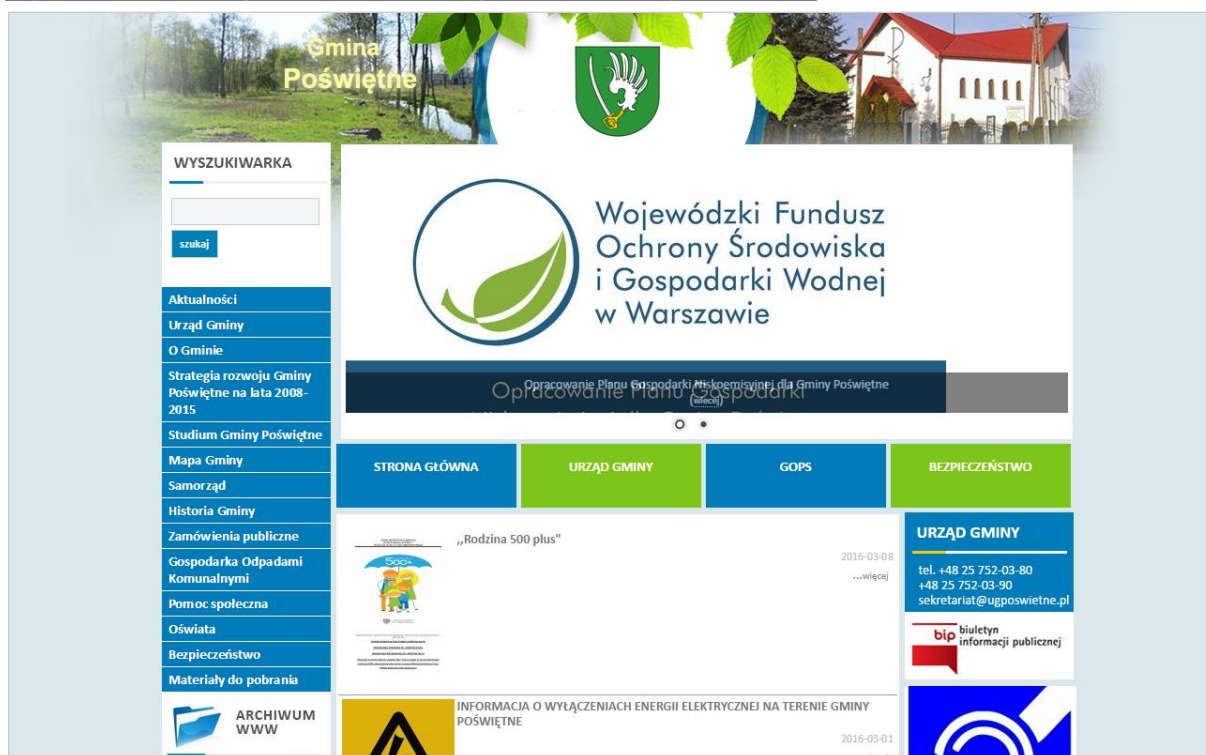 Gmina
Poświętne
WYSZUKIWARKA
szukaj
Aktualności
Urząd Gminy
O Gminie
Strategia rozwoju Gminy
Poświętne na lata 2008-
2015
Studium Gminy Poświętne
Mapa Gminy
Samorząd
Historia Gminy
Zamówienia publiczne
Gospodarka Odpadami
Komunalnymi
Pomoc społeczna
Oświata
Bezpieczeństwo
Materiały do pobrania
ARCHIWUM
WWW
Wojewódzki Fundusz
Ochrony Środowiska
i Gospodarki Wodnej
w Warszawie
Opracowanie Planu Gospodarki Niskoemisyjnej dla Gminy Poświętne
(więcej)
Opracowanie Planu Gospodarki
STRONA GŁÓWNA
URZĄD GMINY
GOPS
BEZPIECZEŃSTWO
,,Rodzina 500 plus"
2016-03-08
...więcej
500+
INFORMACJA O WYŁĄCZENIACH ENERGII ELEKTRYCZNEJ NA TERENIE GMINY
POŚWIĘTNE
2016-03-01
URZĄD GMINY
tel. +48 25 752-03-80
+48 25 752-03-90
sekretariat@ugposwietne.pl
bip biuletyn
informacji publicznej